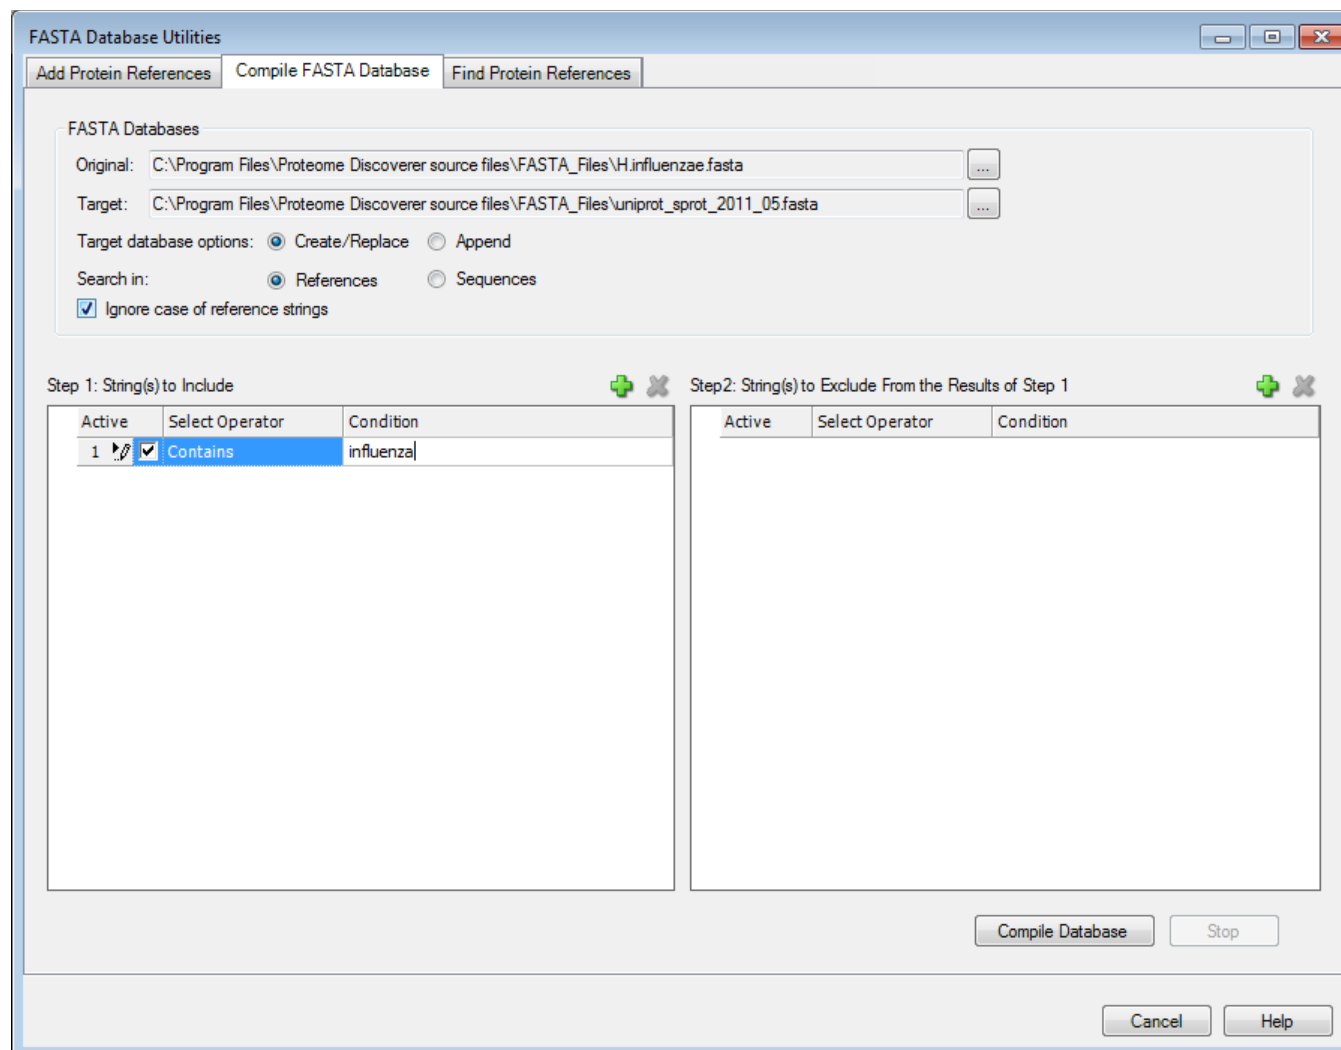 FASTA Database Utilities
Add Protein References Compile FASTA Database Find Protein References
FASTA Databases
Original: C:\Program Files\Proteome Discoverer source files\FASTA_Files\H.influenzae.fasta ...
Target: C:\Program Files\Proteome Discoverer source files\FASTA_Files\uniprot_sprot_2011_05.fasta ...
Target database options: Create/Replace Append
Search in: References Sequences
Ignore case of reference strings
Step 1: String(s) to Include Step2: String(s) to Exclude From the Results of Step 1
Active Select Operator Condition Active Select Operator Condition
1 Contains influenza
Compile Database Stop
Cancel Help